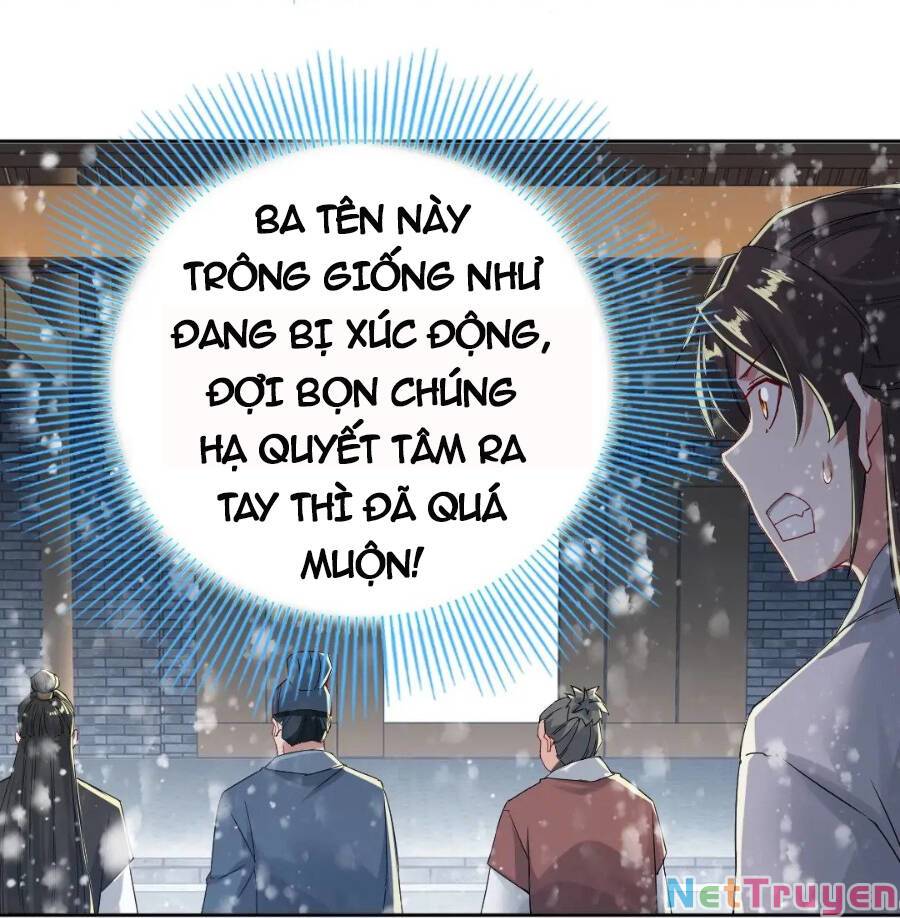 BA TÊN NÀY
TRÔNG GIỐNG NHƯ
ĐANG BỊ XÚC ĐỘNG,
ĐỢI BỌN CHÚNG
HẠ QUYẾT TÂM RA
TAY THÌ ĐÃ QUÁ
MUỘN!
NetTruyen